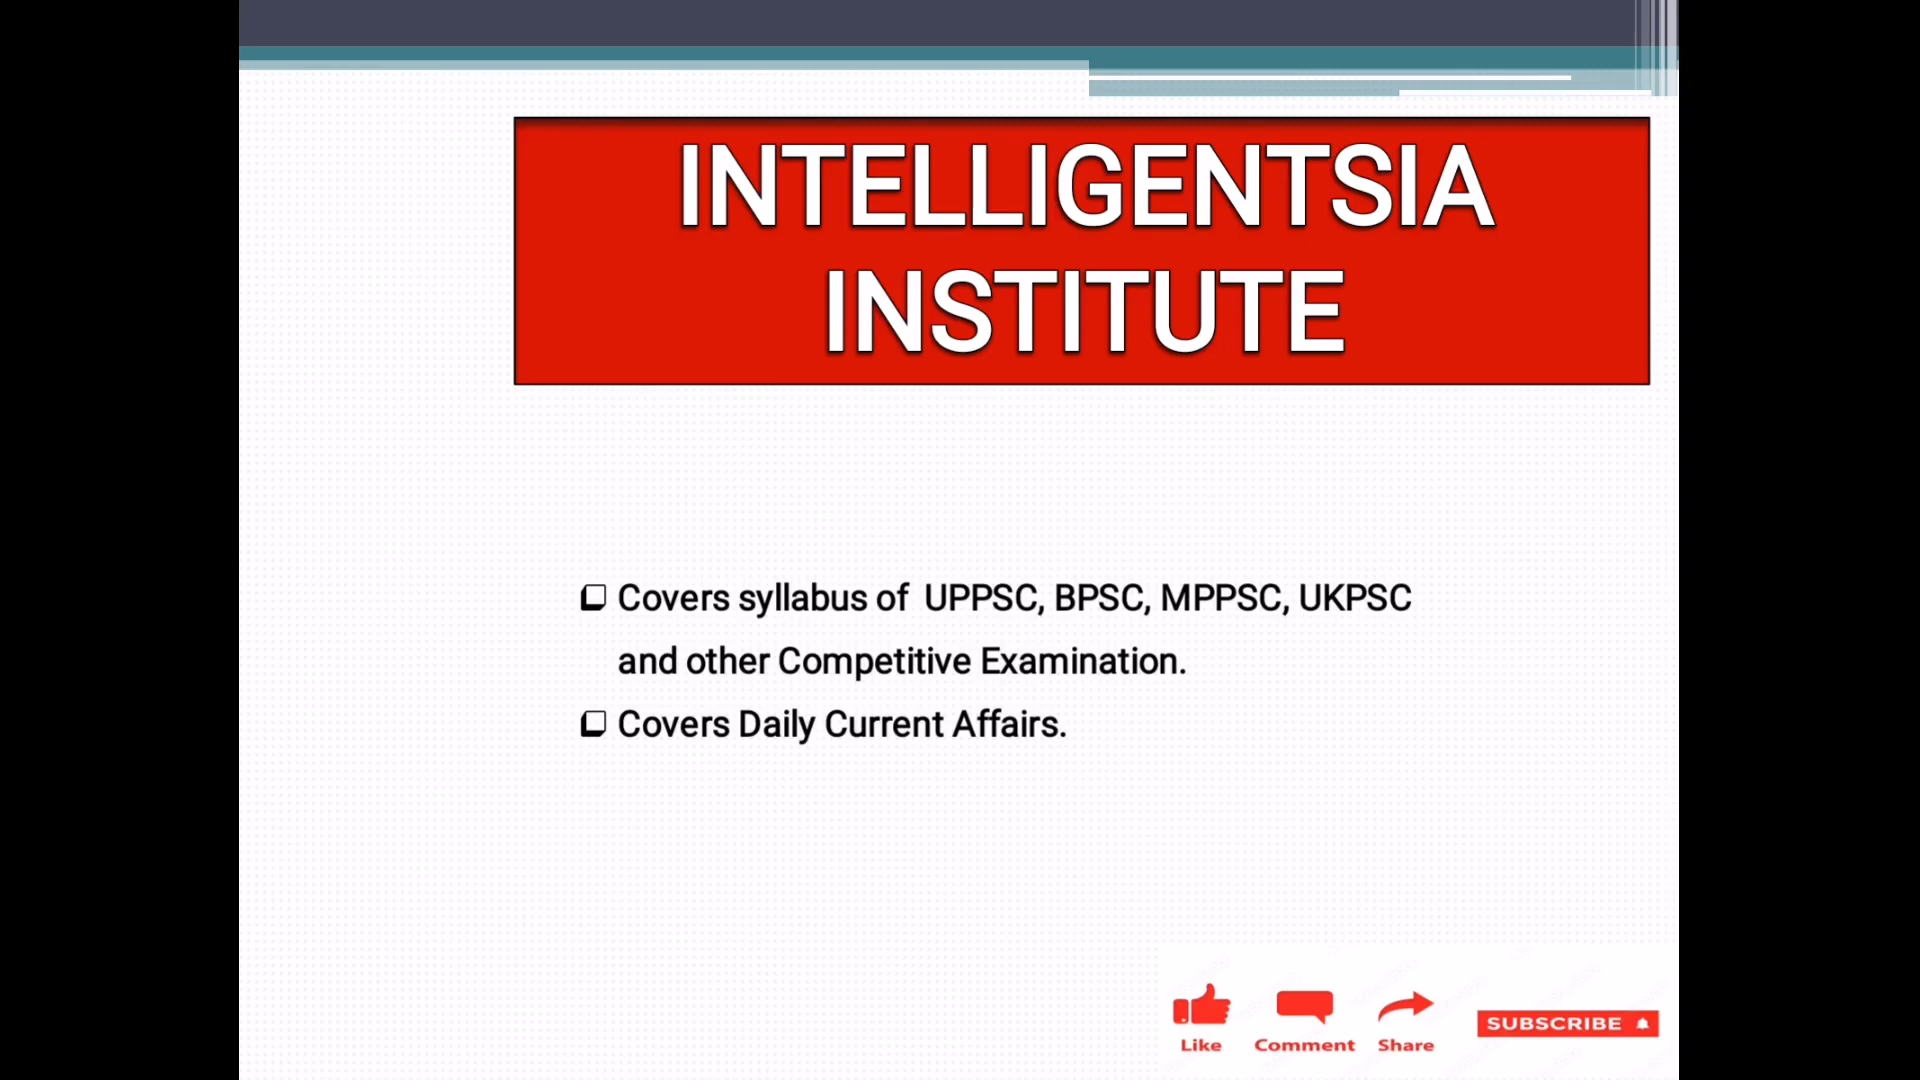 INTELLIGENTSIA
INSTITUTE
❑ Covers syllabus of UPPSC, BPSC, MPPSC, UKPSC
and other Competitive Examination.
❑ Covers Daily Current Affairs.
Like Comment Share SUBSCRIBE